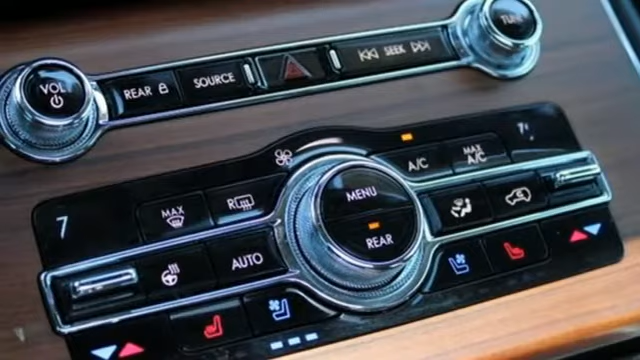 VOL
REAR
SOURCE
SEEK
TUNE
7
MAX
R
AUTO
MENU
REAR
A/C
MAX
A/C